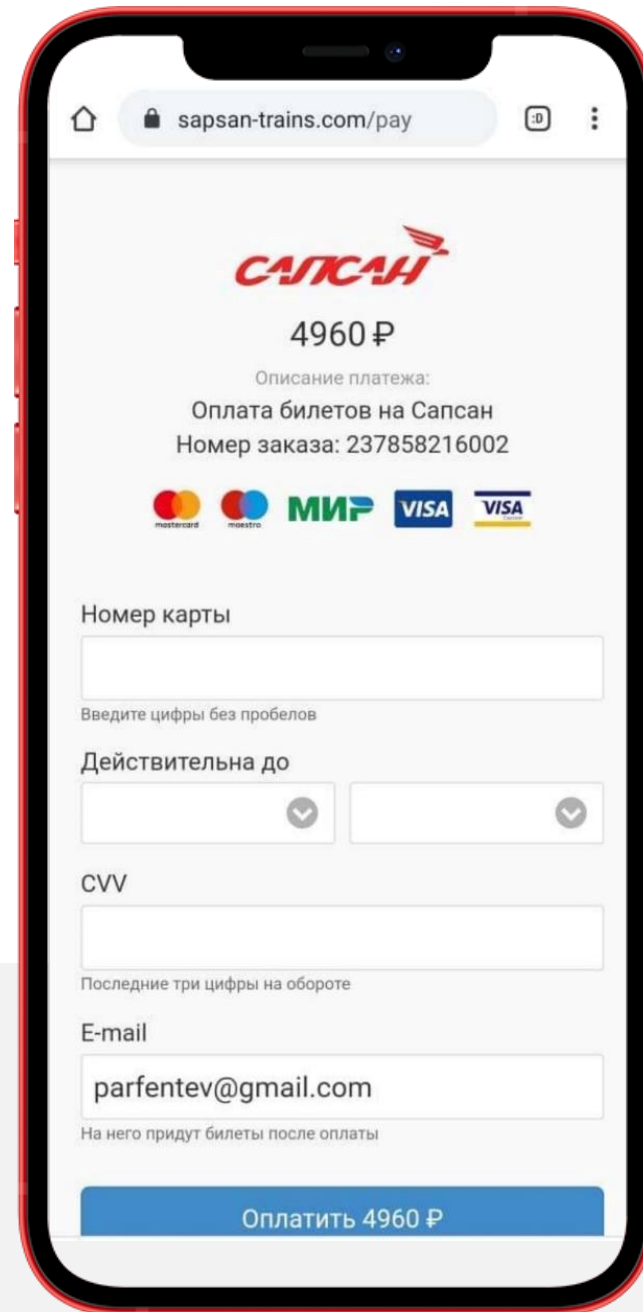 sapsan-trains.com/pay
:D
САПСАН
4960 ₽
Описание платежа:
Оплата билетов на Сапсан
Номер заказа: 237858216002
mastercard
maestro
МИР
VISA
VISA
Номер карты
Введите цифры без пробелов
Действительна до
CVV
Последние три цифры на обороте
E-mail
parfentev@gmail.com
На него придут билеты после оплаты
Оплатить 4960 ₽